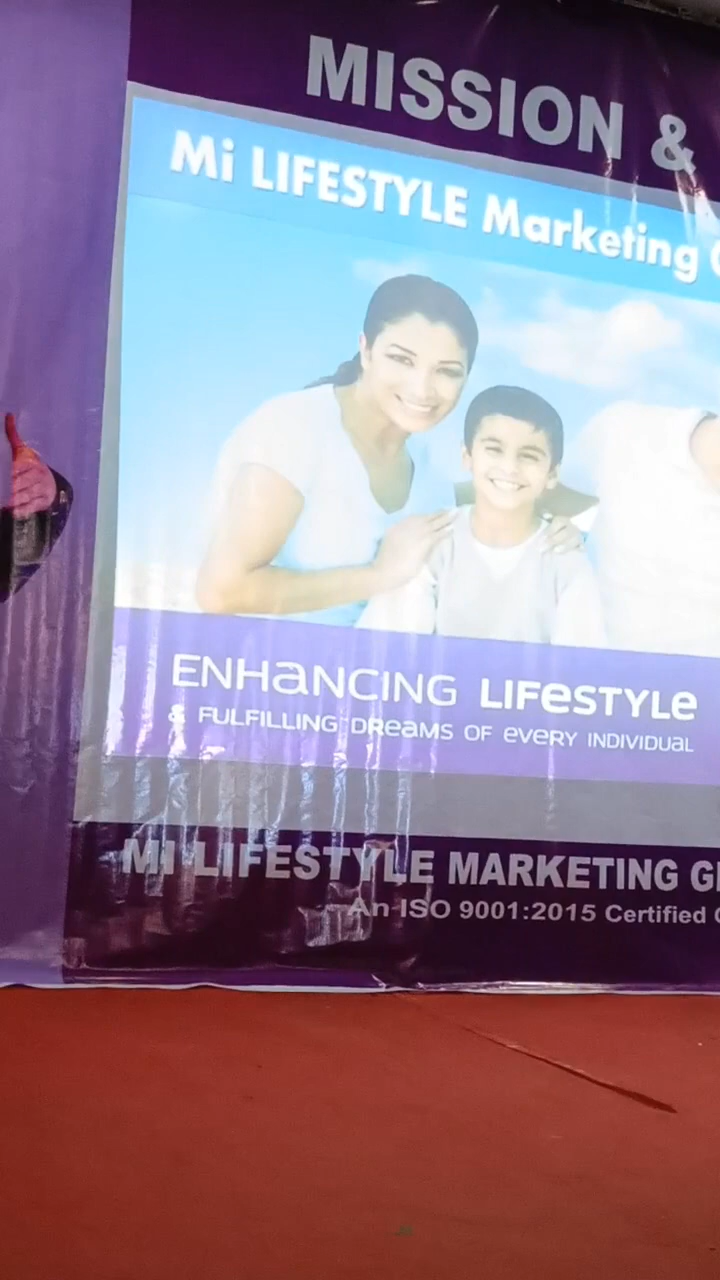 MISSION &
Mi LIFESTYLE Marketing
ENHANCING LIFESTYLE
& FULFILLING DREAMS OF EVERY INDIVIDUAL
MI LIFESTYLE MARKETING
An ISO 9001:2015 Certified